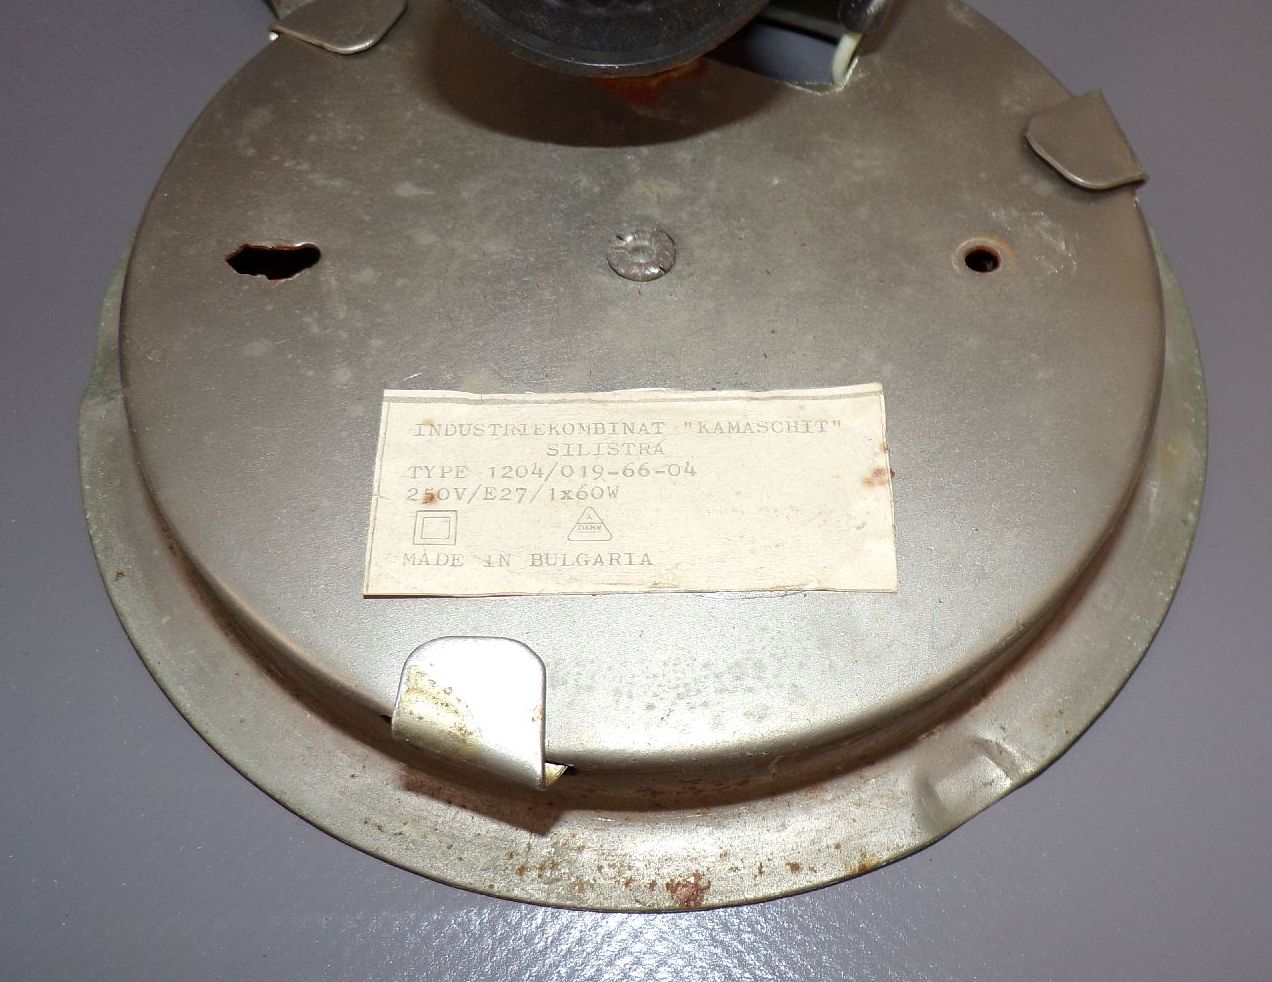 INDUSTRIEKOMBINAT "KAMASCHIT"
SILISTRA
TYPE 1204/019-66-04
250V/E27/1x60W
MADE IN BULGARIA